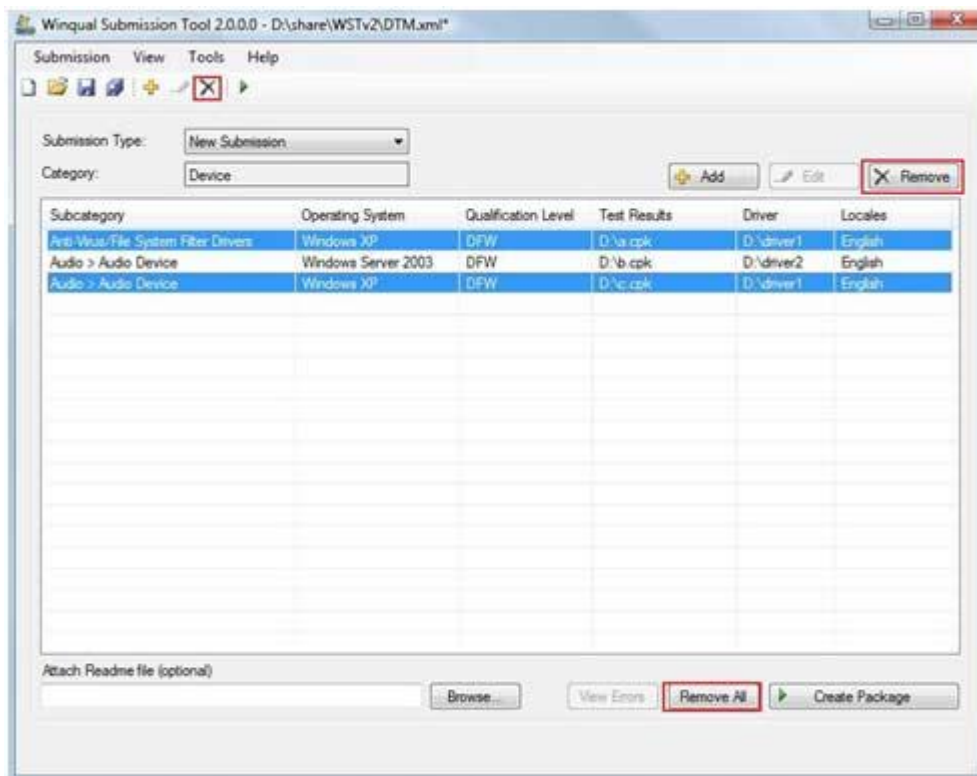 Winqual Submission Tool 2.0.0.0 - D:\share\WSTv2\DTM.xml*
Submission View Tools Help
Submission Type: New Submission
Category: Device
Add Edit Remove
Subcategory Operating System Qualification Level Test Results Driver Locales
Anti-Virus/File System Filter Drivers Windows XP DFW D:\a.cpk D:\driver1 English
Audio > Audio Device Windows Server 2003 DFW D:\b.cpk D:\driver2 English
Audio > Audio Device Windows XP DFW D:\c.cpk D:\driver1 English
Attach Readme file (optional)
Browse... View Errors Remove All Create Package